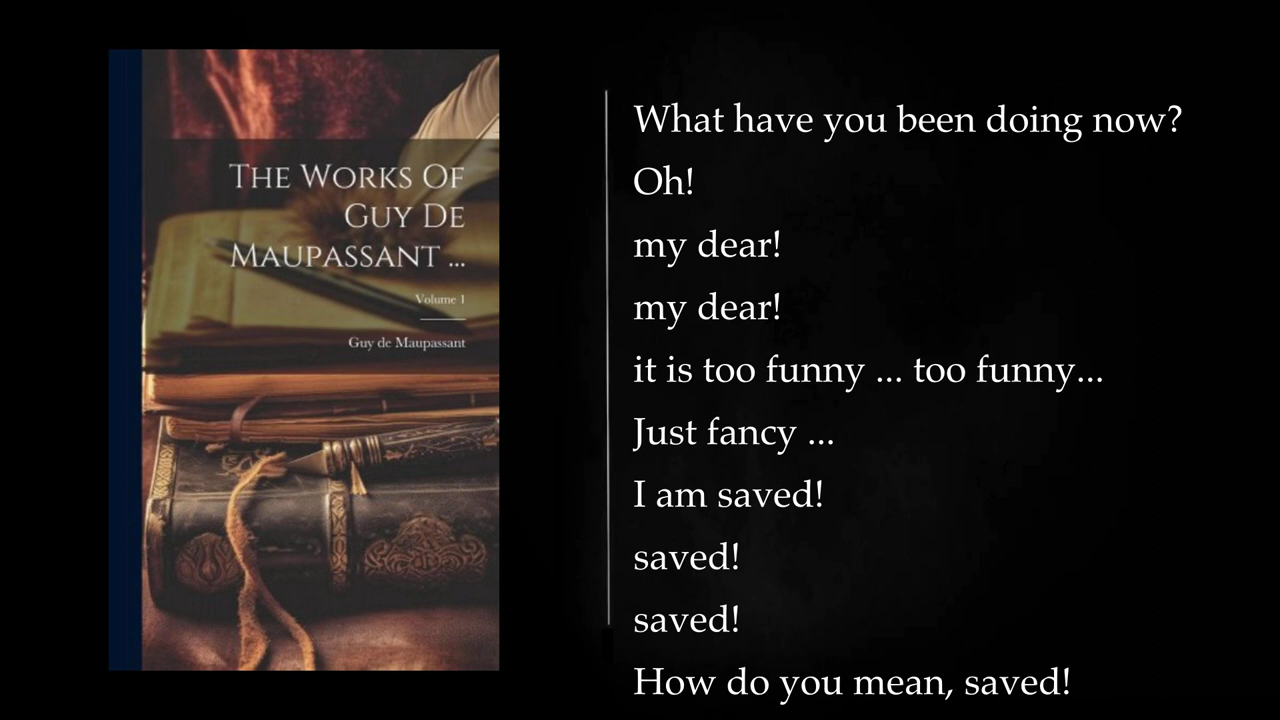 THE WORKS OF
GUY DE
MAUPASSANT ...
Volume 1
Guy de Maupassant
What have you been doing now?
Oh!
my dear!
my dear!
it is too funny ... too funny...
Just fancy ...
I am saved!
saved!
saved!
How do you mean, saved!